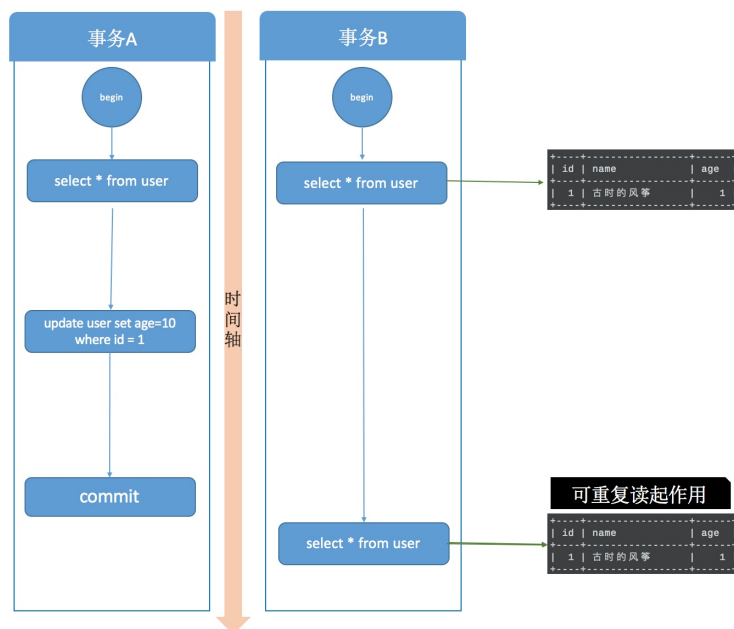 事务A
begin
select * from user
update user set age=10
where id = 1
commit
时
间
轴
事务B
begin
select * from user
select * from user
+----+------------------+------
| id | name | age
+----+------------------+------
| 1 | 古时的风筝 | 1
+----+------------------+------
可重复读起作用
+----+------------------+------
| id | name | age
+----+------------------+------
| 1 | 古时的风筝 | 1
+----+------------------+------